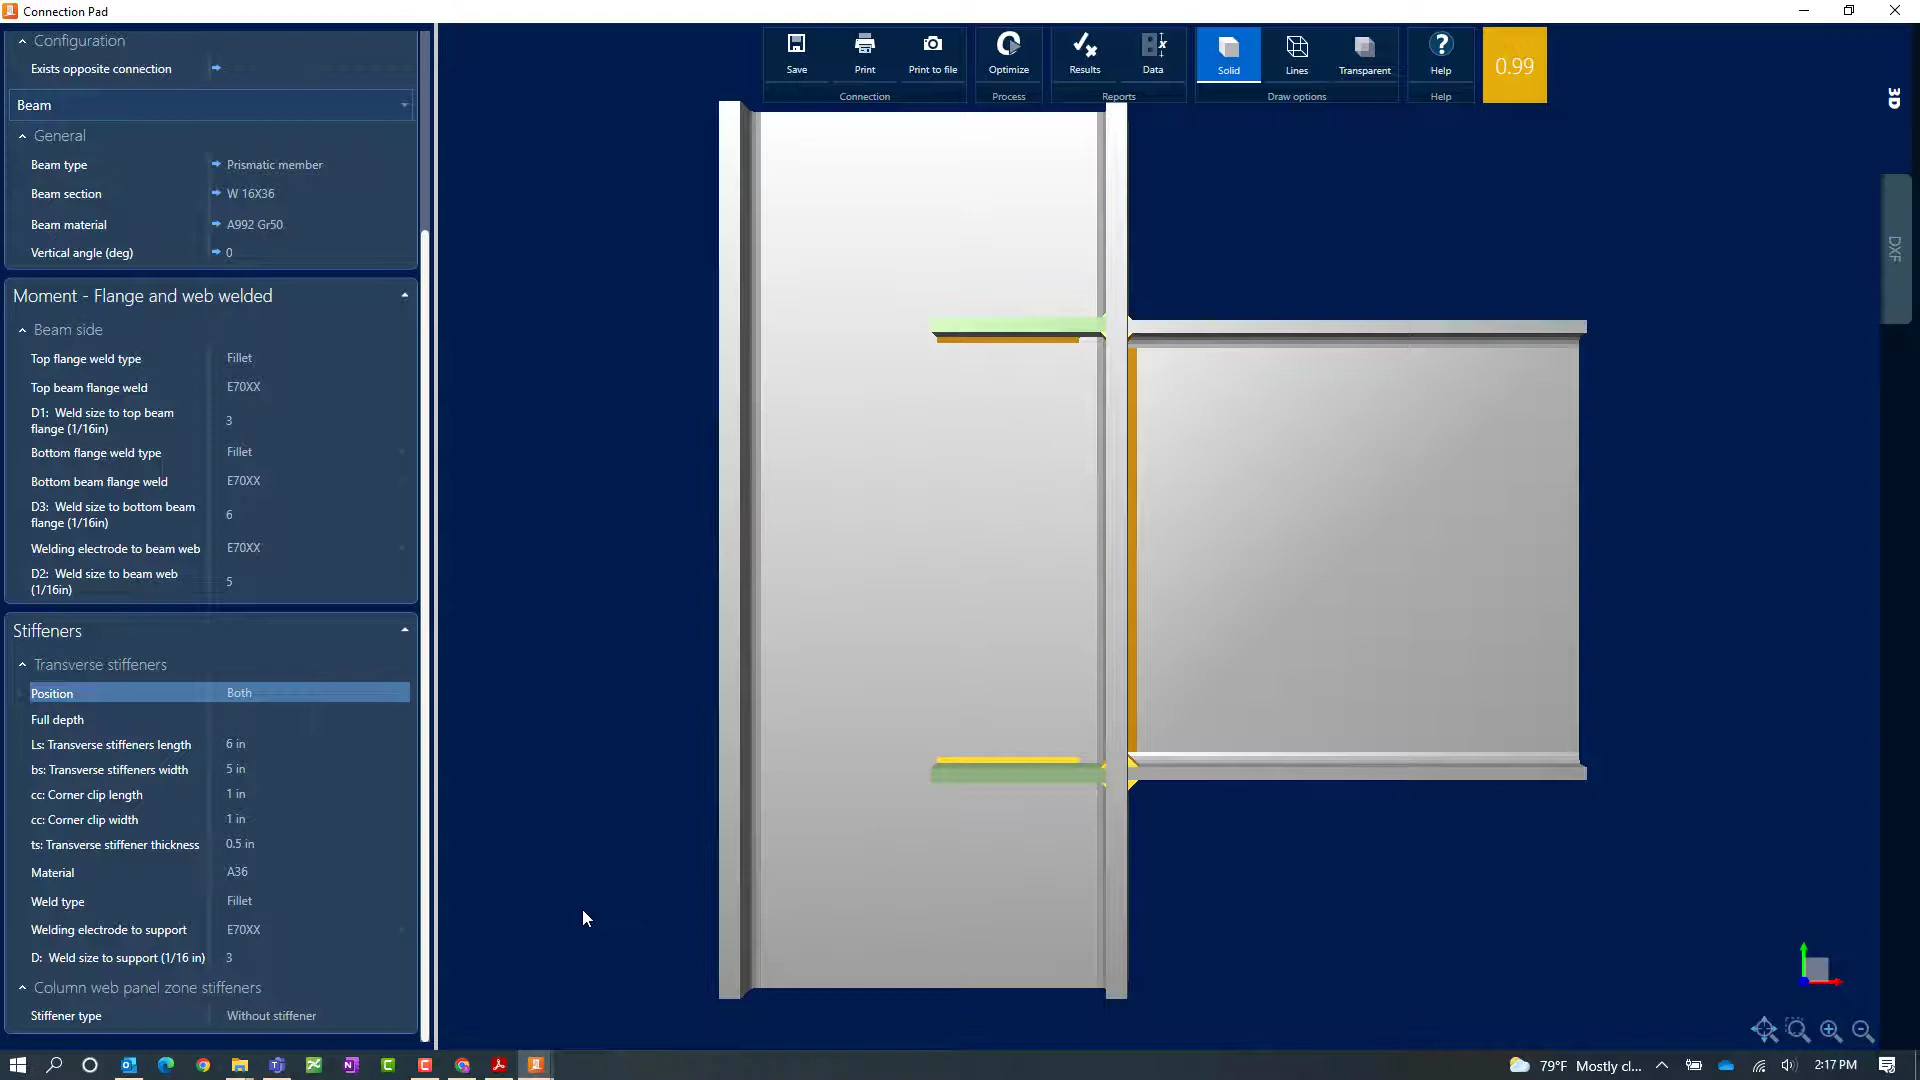 Connection Pad
Configuration
Exists opposite connection
Beam
General
Beam type Prismatic member
Beam section W 16X36
Beam material A992 Gr50
Vertical angle (deg) 0
Moment - Flange and web welded
Beam side
Top flange weld type Fillet
Top beam flange weld E70XX
D1: Weld size to top beam
flange (1/16in) 3
Bottom flange weld type Fillet
Bottom beam flange weld E70XX
D3: Weld size to bottom beam
flange (1/16in) 6
Welding electrode to beam web E70XX
D2: Weld size to beam web
(1/16in) 5
Stiffeners
Transverse stiffeners
Position Both
Full depth
Ls: Transverse stiffeners length 6 in
bs: Transverse stiffeners width 5 in
cc: Corner clip length 1 in
cc: Corner clip width 1 in
ts: Transverse stiffener thickness 0.5 in
Material A36
Weld type Fillet
Welding electrode to support E70XX
D: Weld size to support (1/16 in) 3
Column web panel zone stiffeners
Stiffener type Without stiffener
Save Print Print to file Optimize Results Data Solid Lines Transparent Help
Connection Process Reports Draw options Help
0.99
3D
DXF
79°F Mostly cl... 2:17 PM